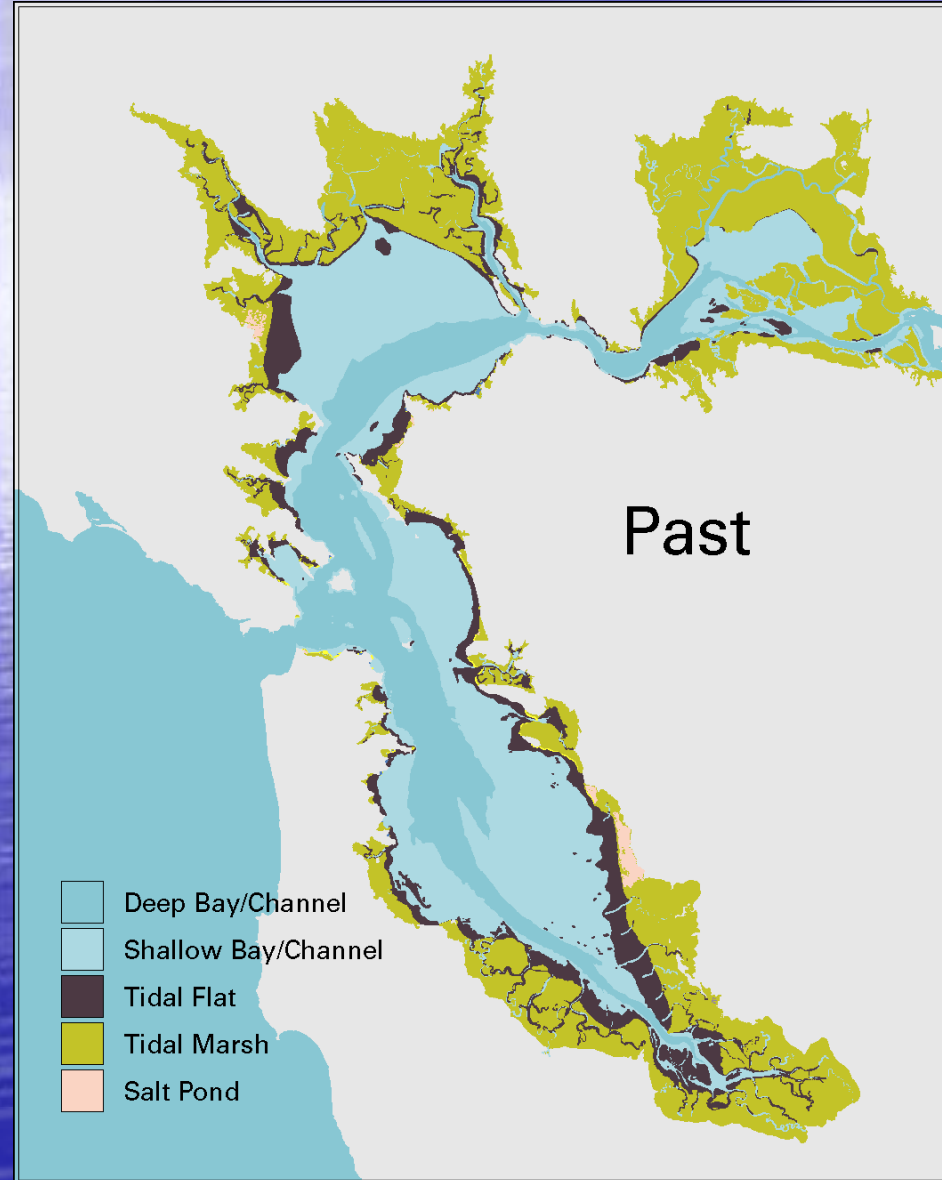 Past
Deep Bay/Channel
Shallow Bay/Channel
Tidal Flat
Tidal Marsh
Salt Pond